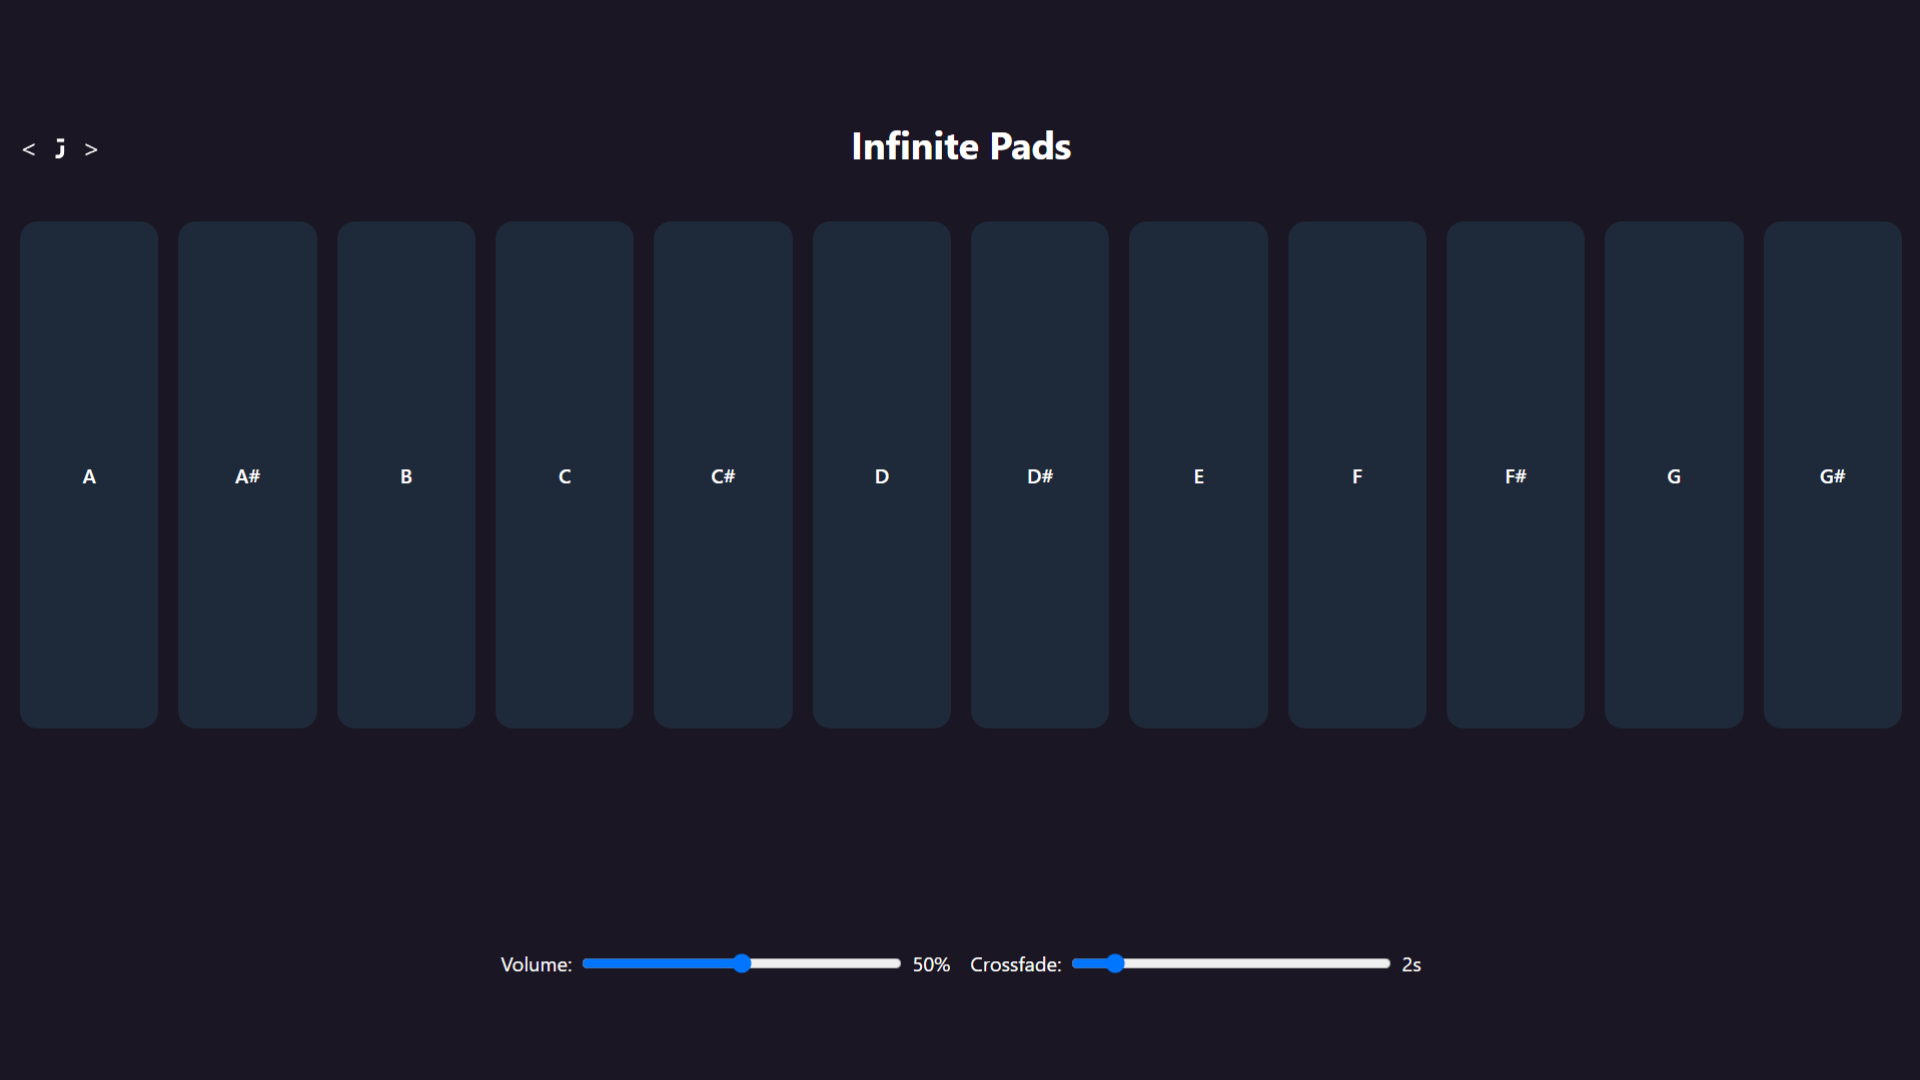 < j >
Infinite Pads
A A# B C C# D D# E F F# G G#
Volume: 50% Crossfade: 2s